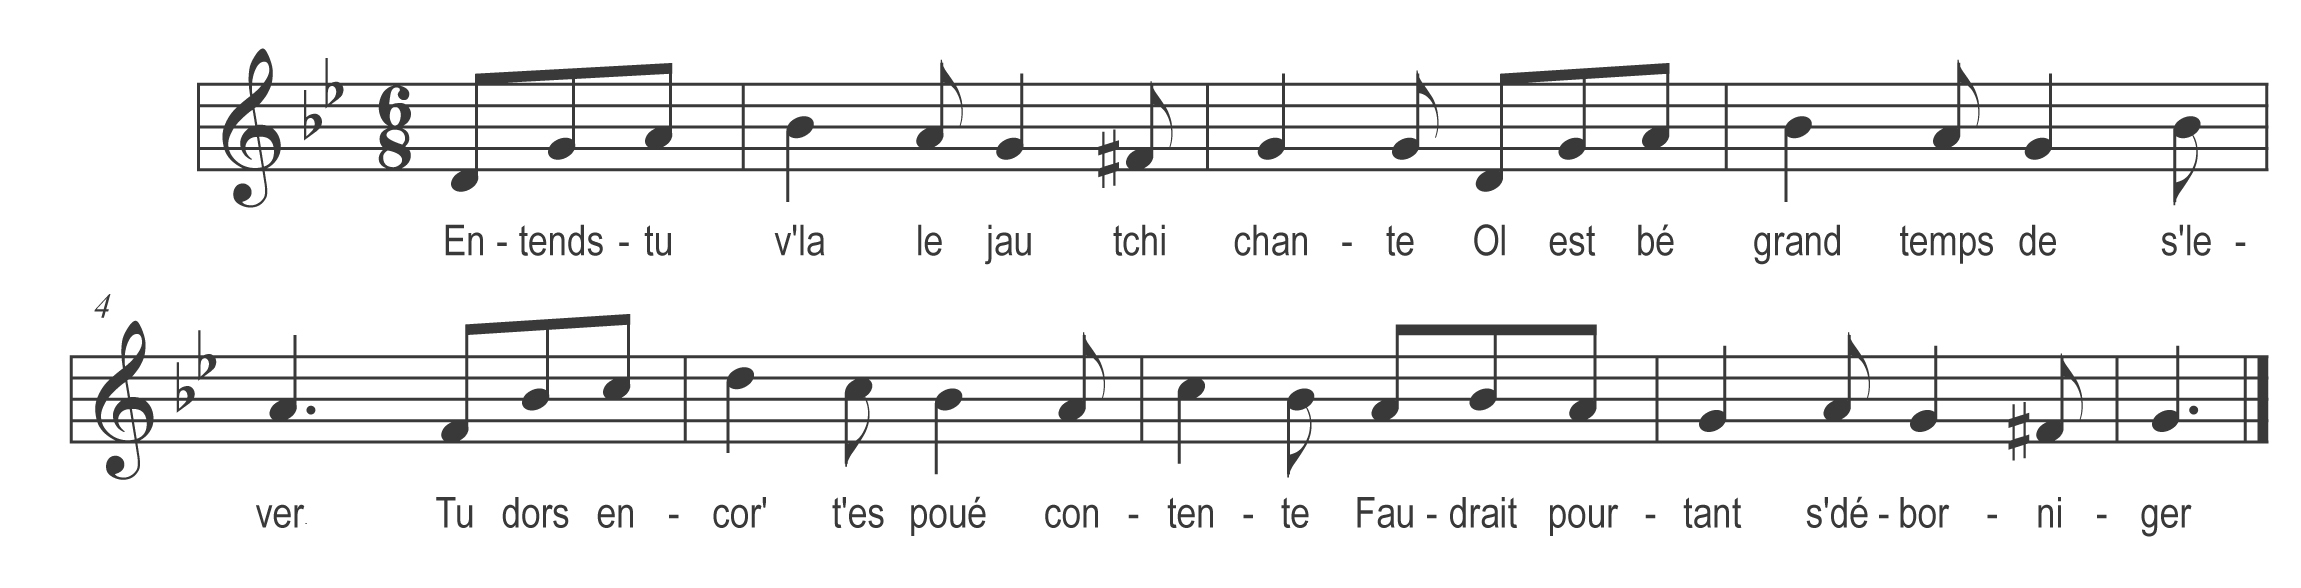 En - tends - tu v'la le jau tchi chan - te Ol est bé grand temps de s'le -
4
ver Tu dors en - cor' t'es poué con - ten - te Fau - drait pour - tant s'dé - bor - ni - ger